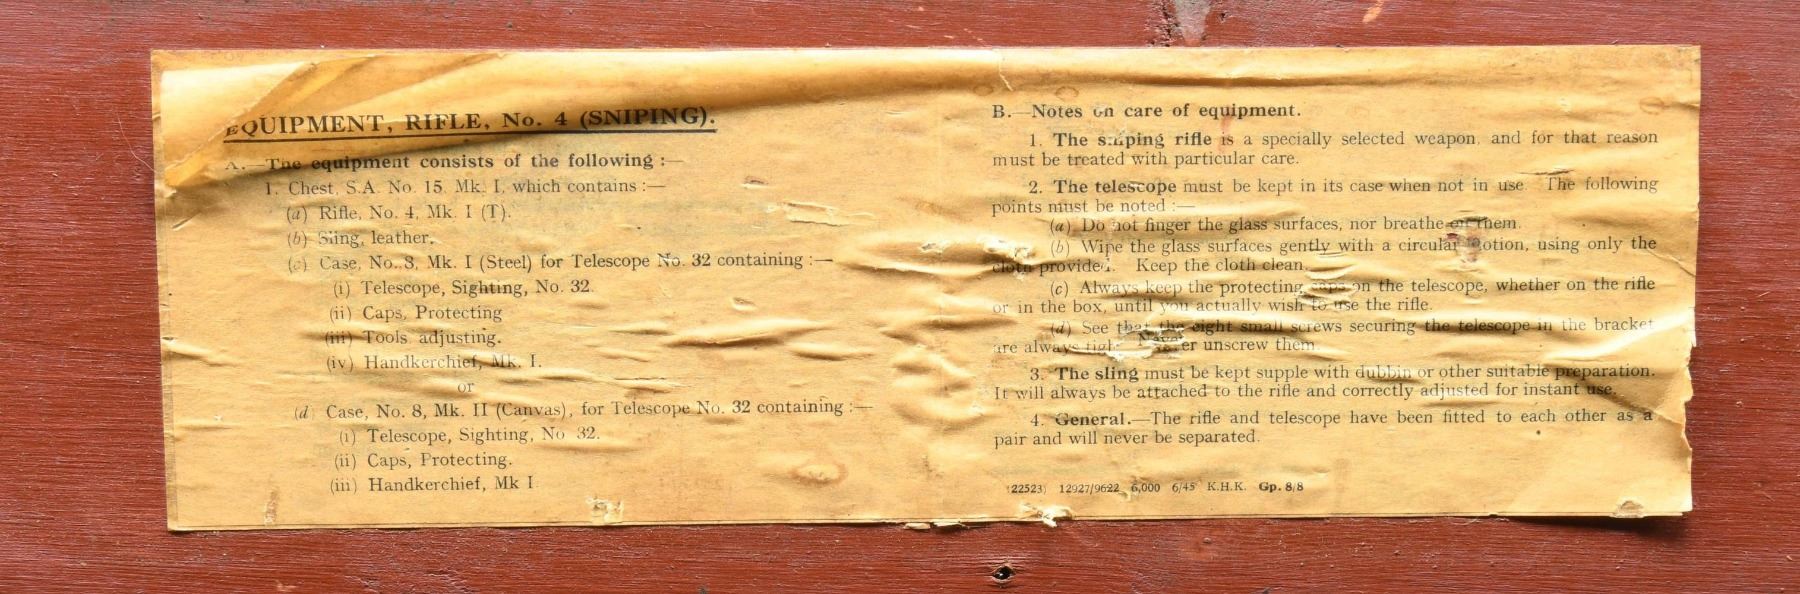 EQUIPMENT, RIFLE, No. 4 (SNIPING).
A.—The equipment consists of the following :—
1. Chest, S.A. No. 15, Mk. I, which contains :—
(a) Rifle, No. 4, Mk. I (T).
(b) Sling, leather.
(c) Case, No. 8, Mk. I (Steel) for Telescope No. 32 containing :—
(i) Telescope, Sighting, No. 32.
(ii) Caps, Protecting
(iii) Tools adjusting.
(iv) Handkerchief, Mk. I.
or
(d) Case, No. 8, Mk. II (Canvas), for Telescope No. 32 containing :—
(i) Telescope, Sighting, No 32.
(ii) Caps, Protecting.
(iii) Handkerchief, Mk I
B.—Notes on care of equipment.
1. The sniping rifle is a specially selected weapon, and for that reason
must be treated with particular care.
2. The telescope must be kept in its case when not in use The following
points must be noted :—
(a) Do not finger the glass surfaces, nor breathe on them.
(b) Wipe the glass surfaces gently with a circular motion, using only the
cloth provided. Keep the cloth clean.
(c) Always keep the protecting caps on the telescope, whether on the rifle
or in the box, until you actually wish to use the rifle.
(d) See that the eight small screws securing the telescope in the bracket
are always tight. Never unscrew them.
3. The sling must be kept supple with dubbin or other suitable preparation.
It will always be attached to the rifle and correctly adjusted for instant use.
4. General.—The rifle and telescope have been fitted to each other as a
pair and will never be separated.
(22523) 12927/9622 6,000 6/45 K.H.K. Gp. 8/8